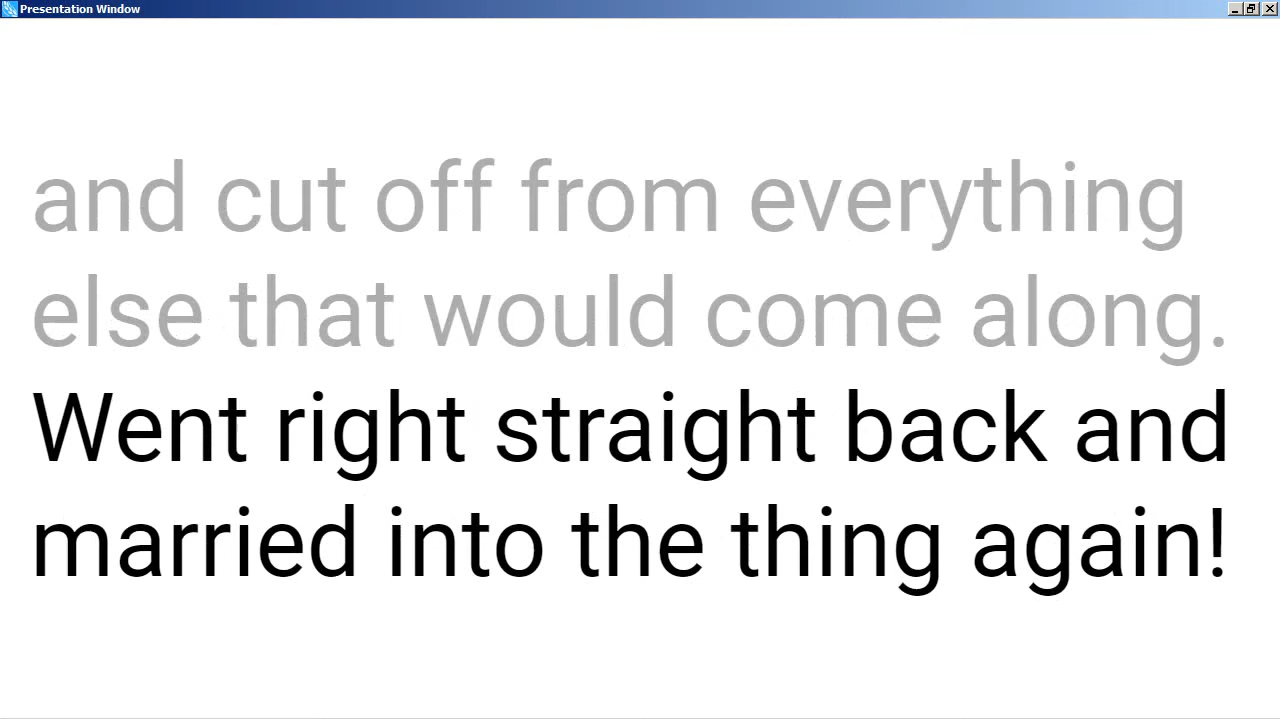 Presentation Window
and cut off from everything
else that would come along.
Went right straight back and
married into the thing again!